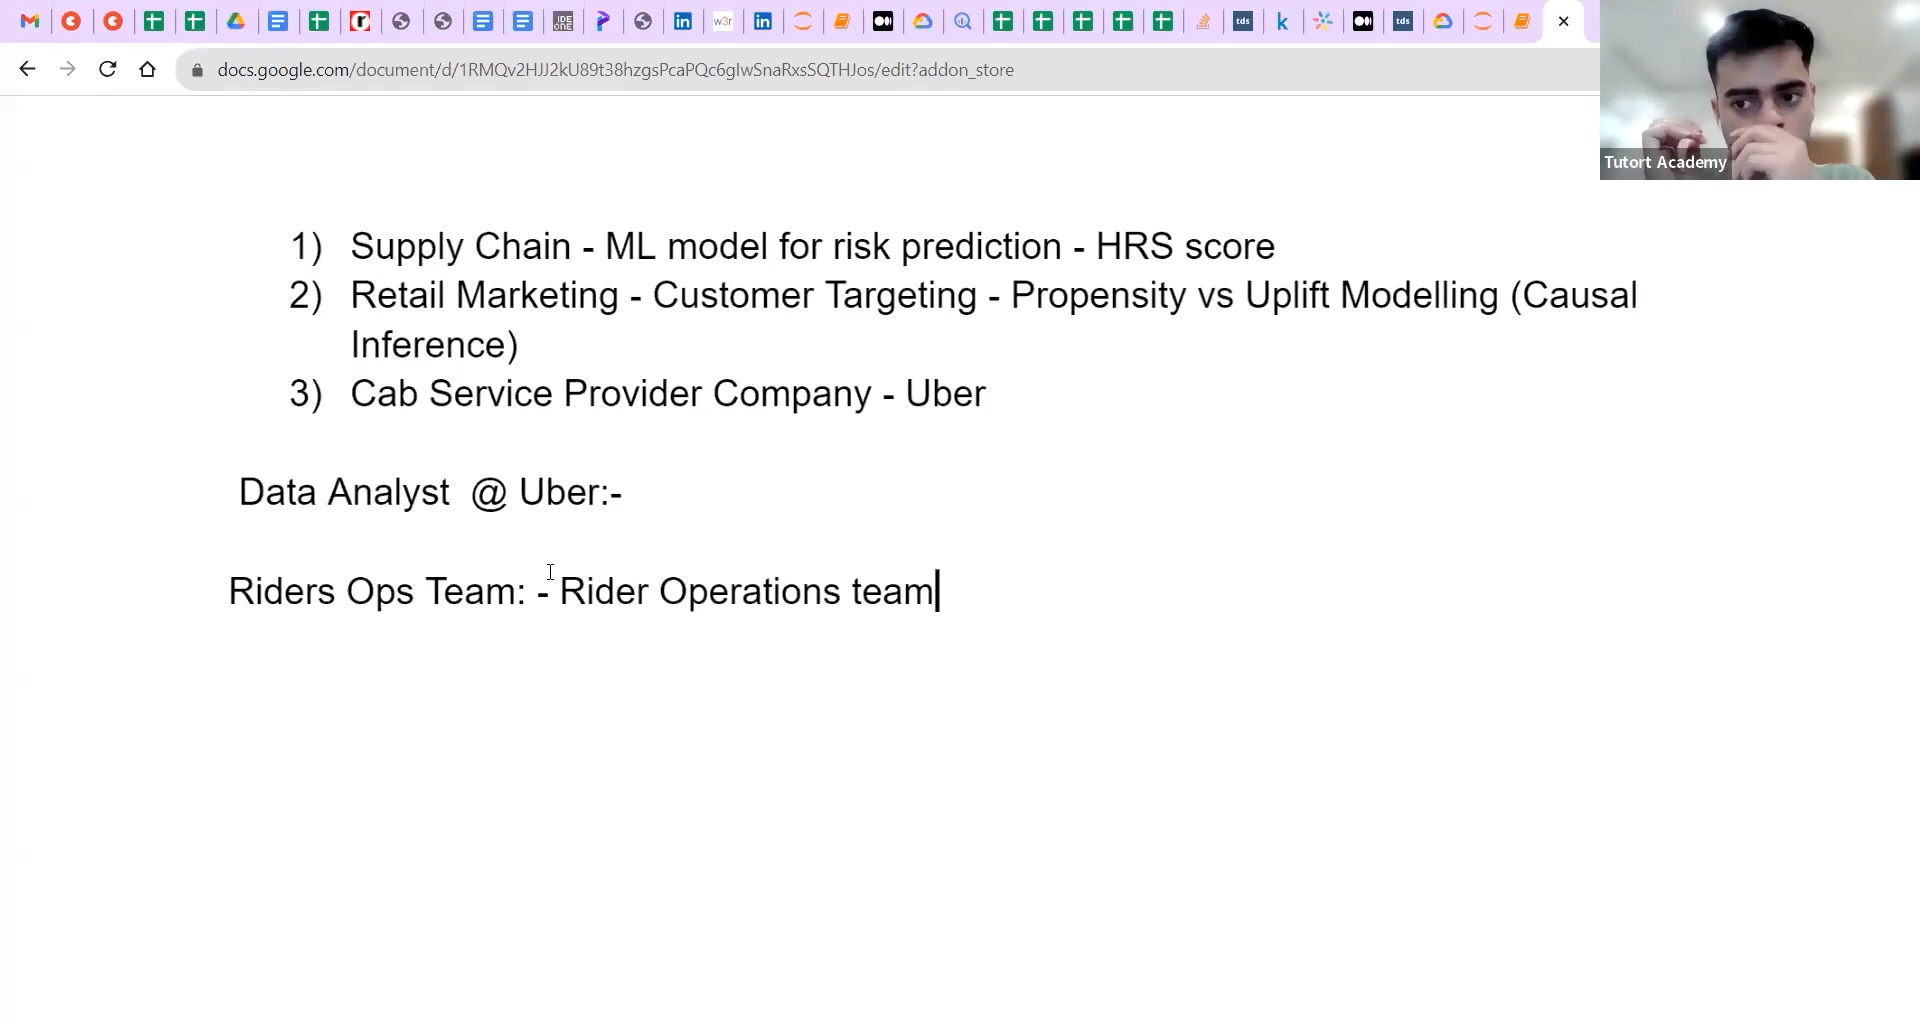 docs.google.com/document/d/1RMQv2HJJ2kU89t38hzgsPcaPQc6glwSnaRxsSQTHJos/edit?addon_store
Tutort Academy
1) Supply Chain - ML model for risk prediction - HRS score
2) Retail Marketing - Customer Targeting - Propensity vs Uplift Modelling (Causal
Inference)
3) Cab Service Provider Company - Uber
Data Analyst @ Uber:-
Riders Ops Team: - Rider Operations team